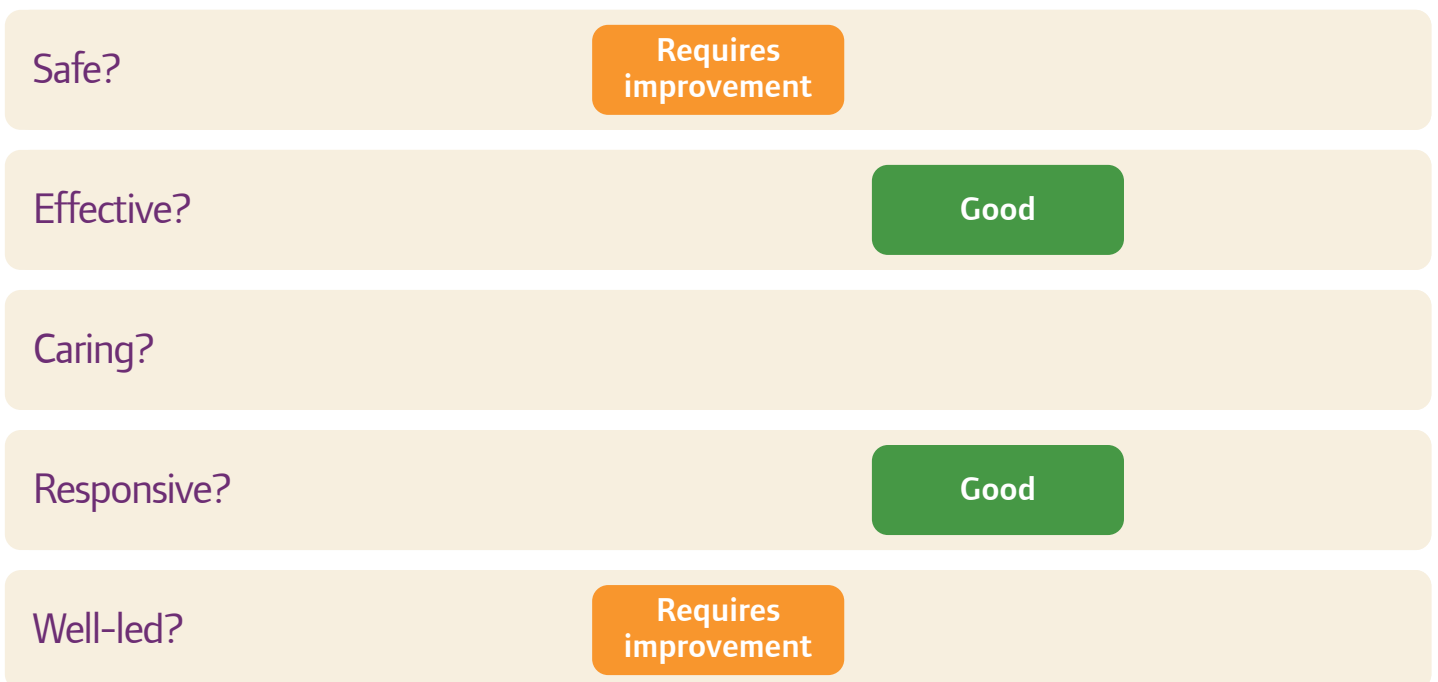 Safe?
Requires
improvement
Effective?
Good
Caring?
Responsive?
Good
Well-led?
Requires
improvement